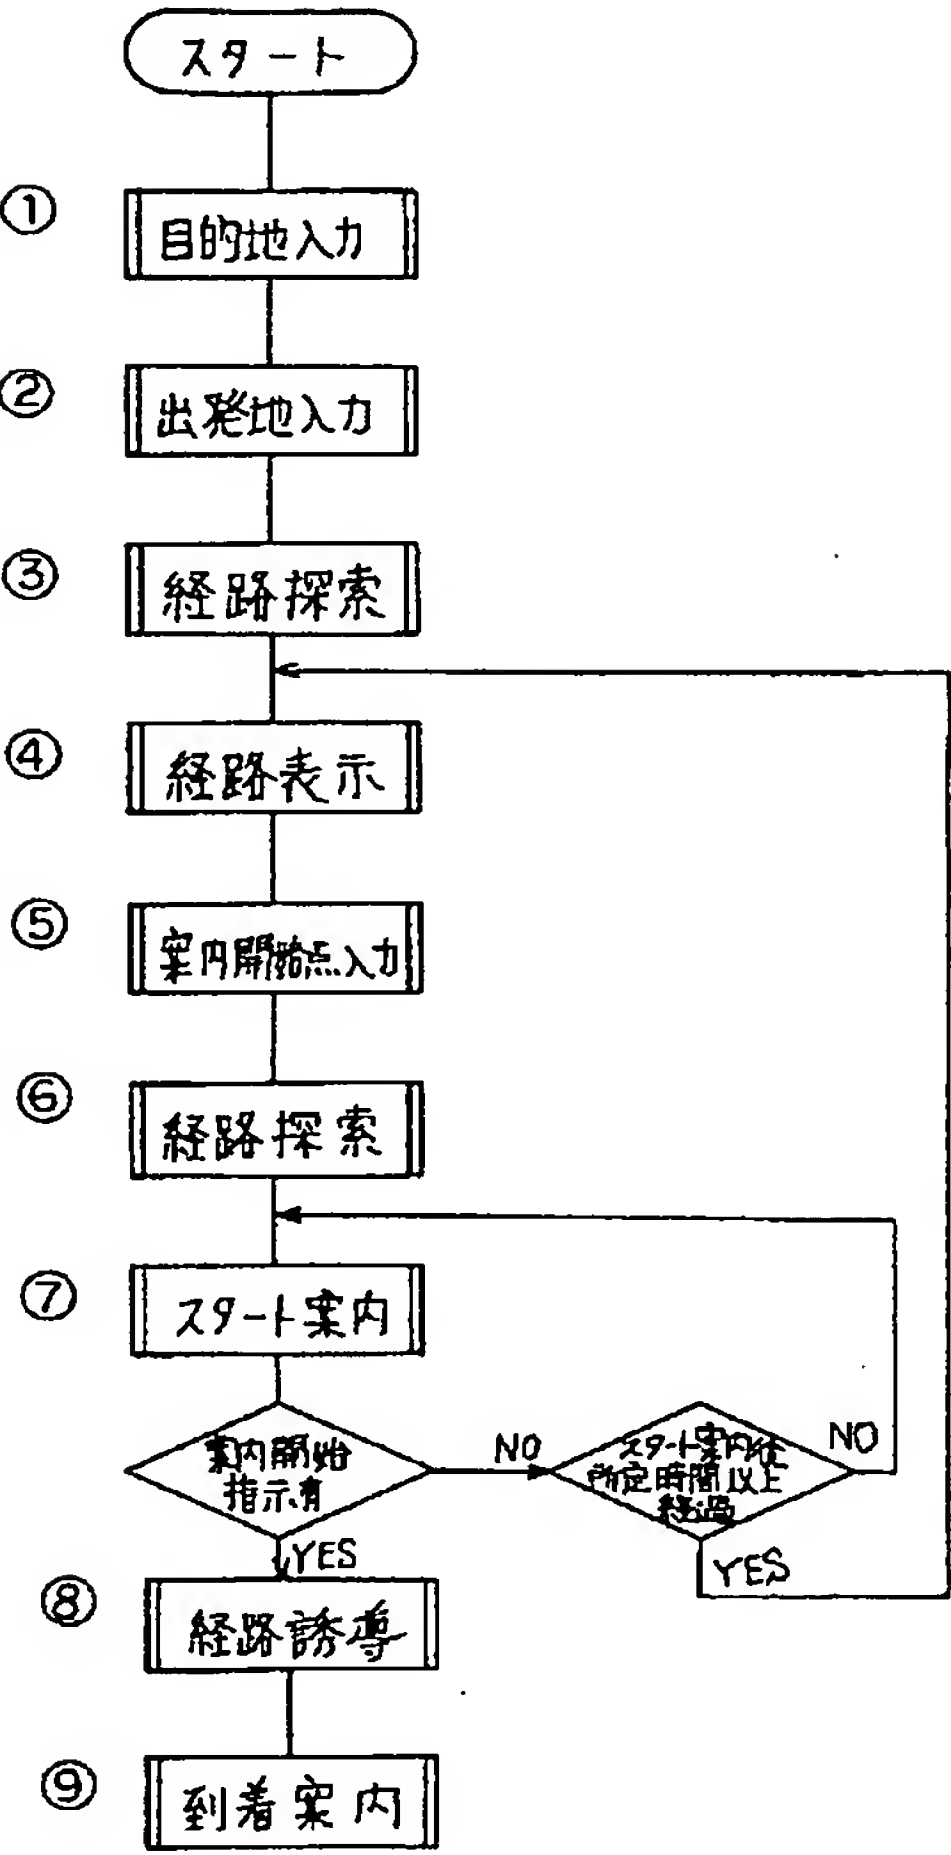 スタート
①
目的地入力
②
出発地入力
③
経路探索
④
経路表示
⑤
案内開始点入力
⑥
経路探索
⑦
スタート案内
案内開始
指示有
NO
スタート案内後
所定時間以上
経過
NO
YES
YES
⑧
経路誘導
⑨
到着案内